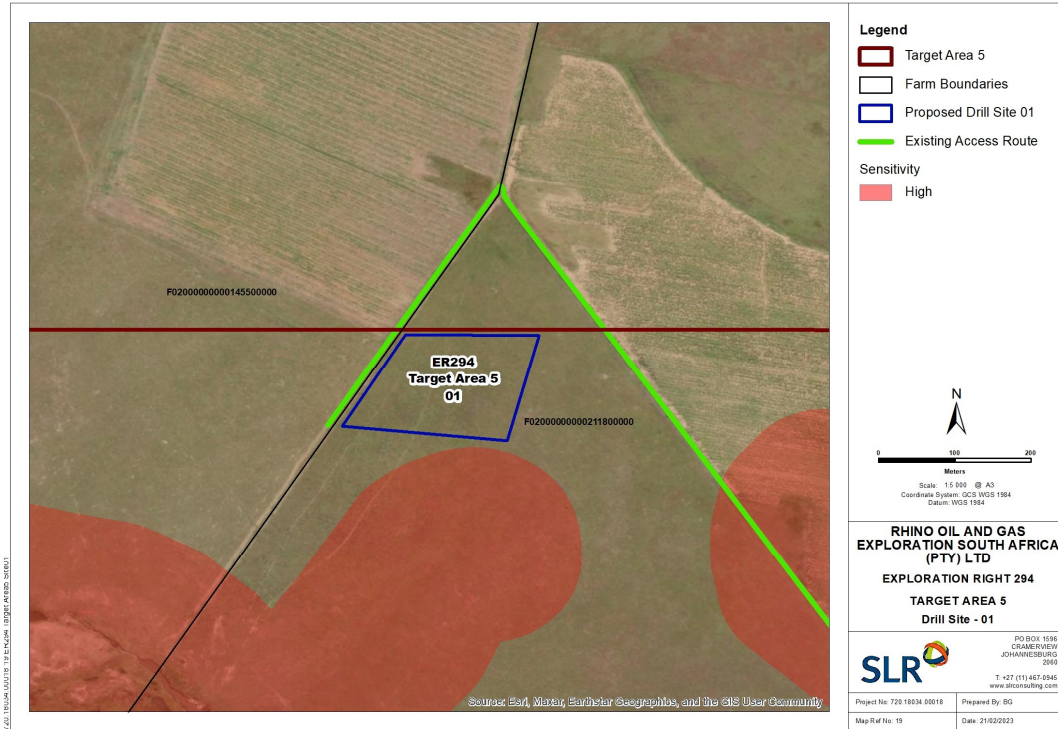 F02000000000145500000
ER294
Target Area 5
01
F02000000000211800000
Source: Esri, Maxar, Earthstar Geographics, and the GIS User Community
Legend
Target Area 5
Farm Boundaries
Proposed Drill Site 01
Existing Access Route
Sensitivity
High
N
0 100 200
Meters
Scale: 1:5 000 @ A3
Coordinate System: GCS WGS 1984
Datum: WGS 1984
RHINO OIL AND GAS
EXPLORATION SOUTH AFRICA
(PTY) LTD
EXPLORATION RIGHT 294
TARGET AREA 5
Drill Site - 01
SLR
PO BOX 1596
CRAMERVIEW
JOHANNESBURG
2060
T: +27 (11) 467-0945
www.slrconsulting.com
Project No: 720.18034.00018
Prepared By: BG
Map Ref No: 19
Date: 21/02/2023